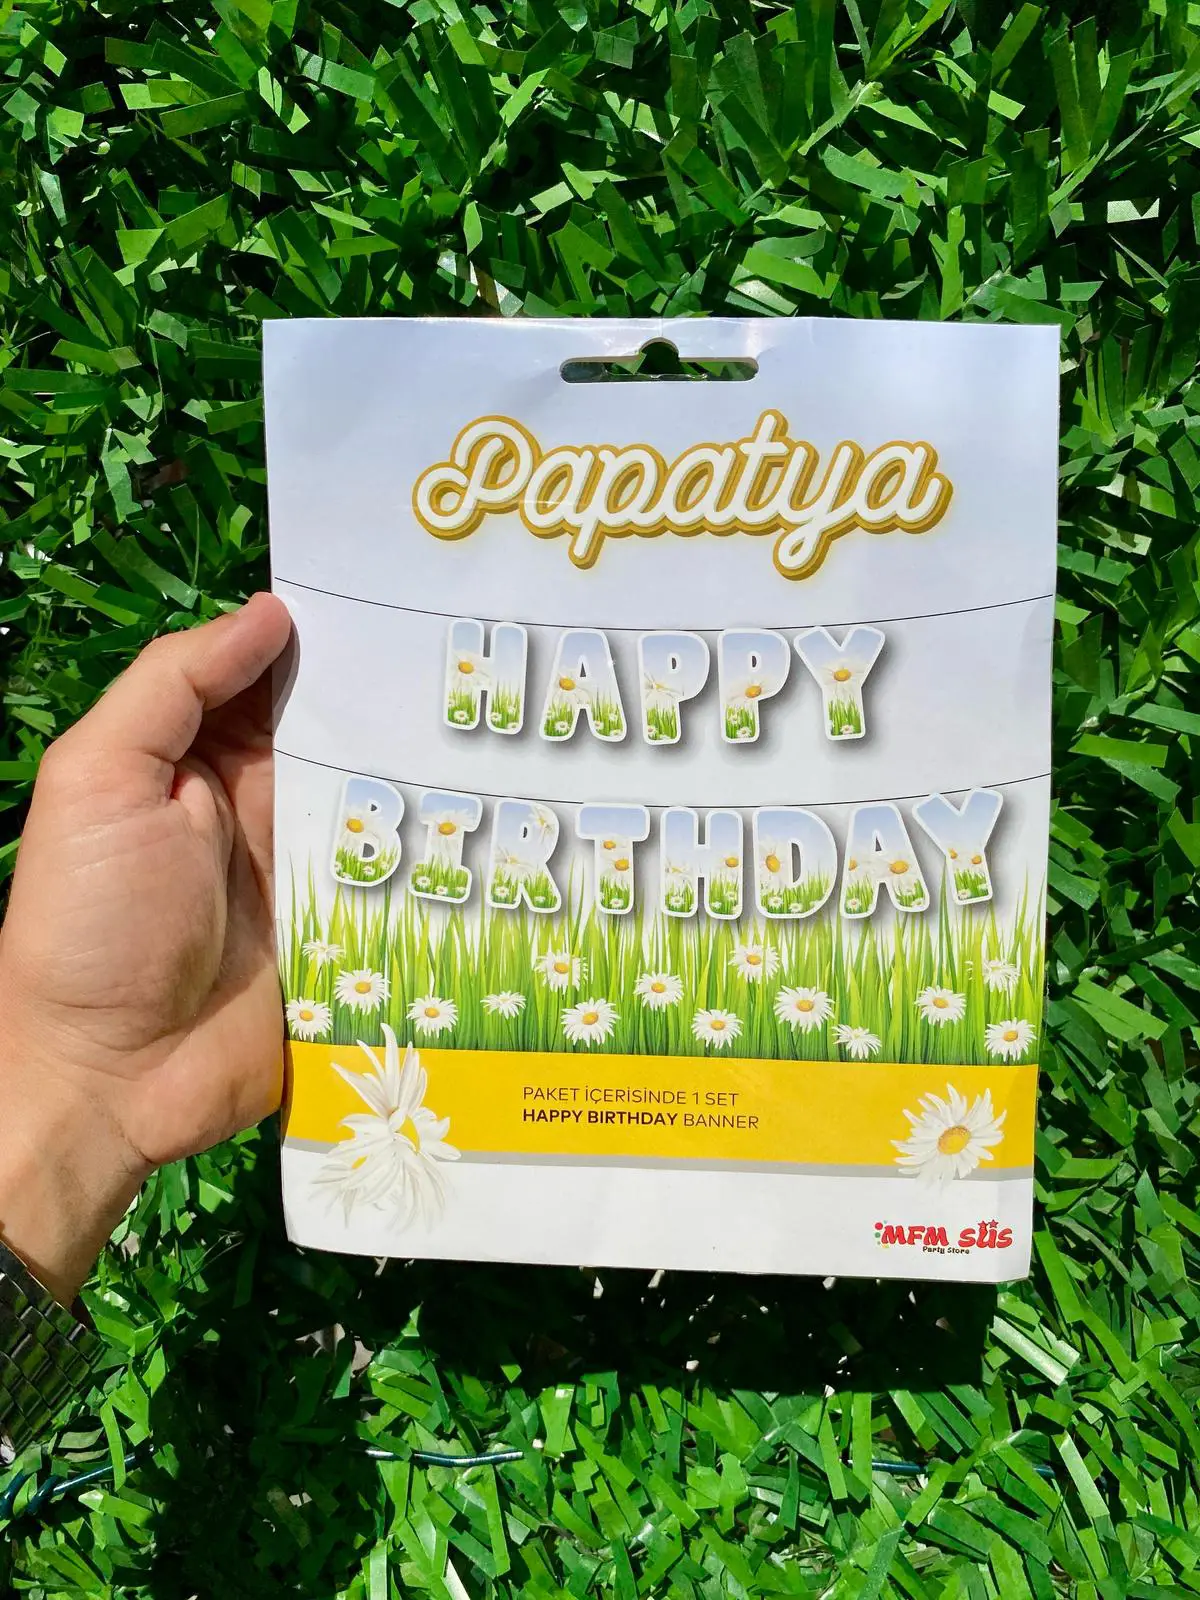 Papatya
HAPPY
BIRTHDAY
PAKET İÇERİSİNDE 1 SET
HAPPY BIRTHDAY BANNER
MFM SÜS
Party Store